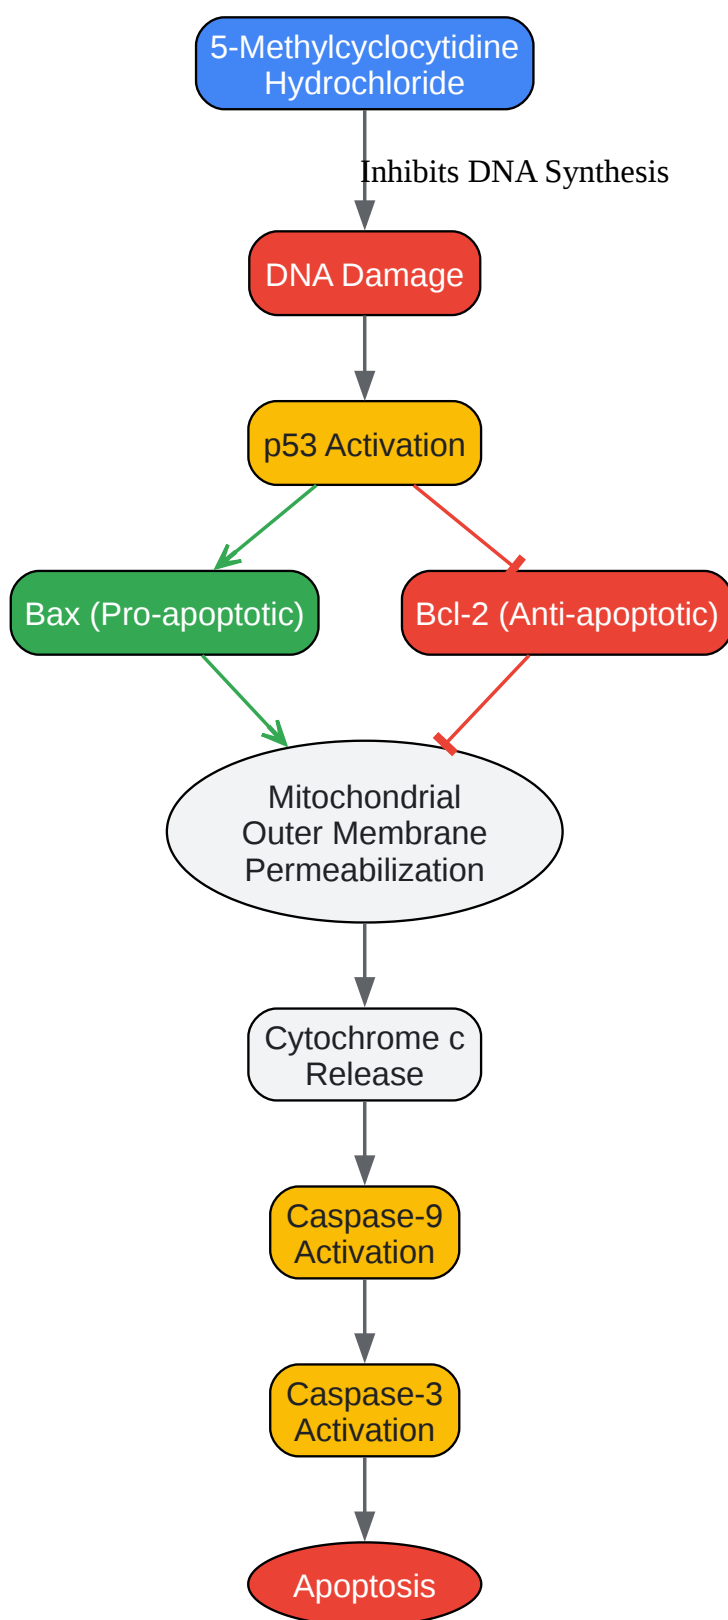 5-Methylcyclocytidine
Hydrochloride
Inhibits DNA Synthesis
DNA Damage
p53 Activation
Bax (Pro-apoptotic)
Bcl-2 (Anti-apoptotic)
Mitochondrial
Outer Membrane
Permeabilization
Cytochrome c
Release
Caspase-9
Activation
Caspase-3
Activation
Apoptosis